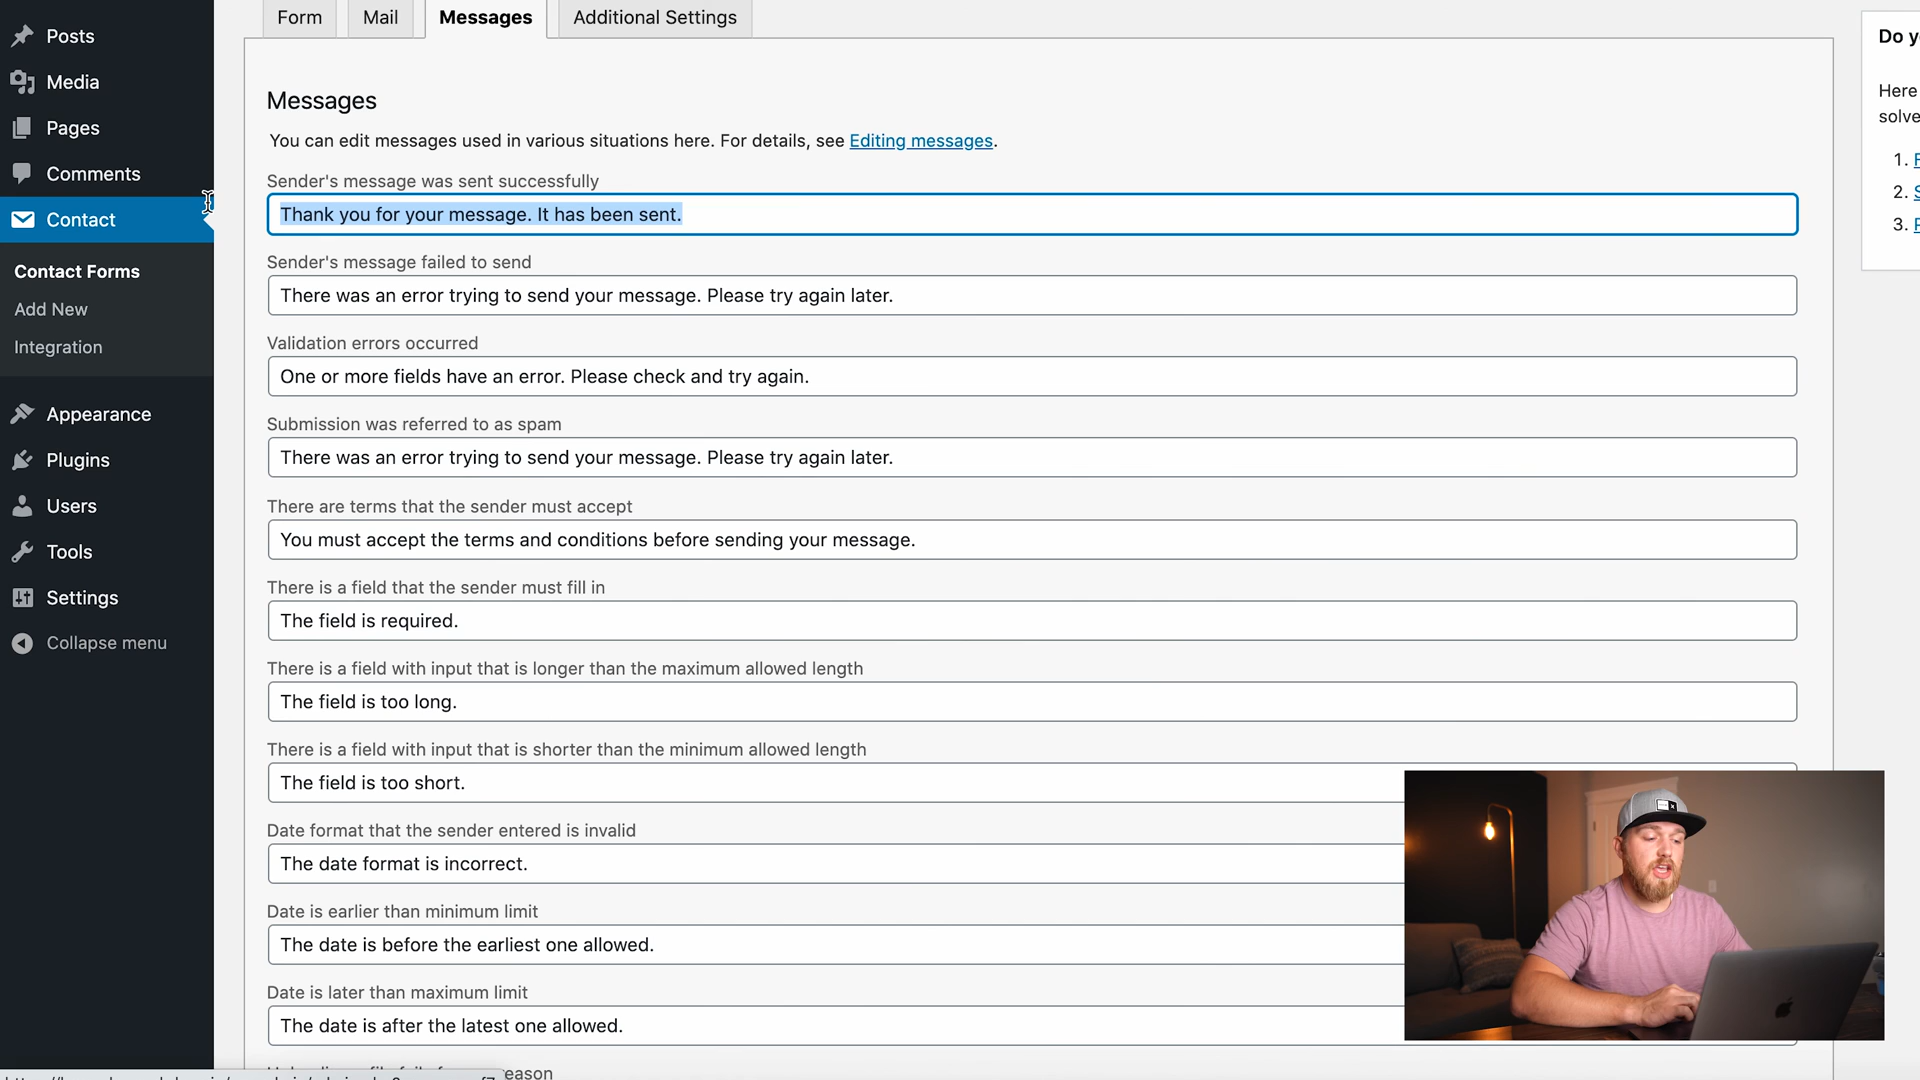 Form
Mail
Messages
Additional Settings
Posts
Media
Pages
Comments
Contact
Contact Forms
Add New
Integration
Appearance
Plugins
Users
Tools
Settings
Collapse menu
Messages
You can edit messages used in various situations here. For details, see Editing messages.
Sender's message was sent successfully
Thank you for your message. It has been sent.
Sender's message failed to send
There was an error trying to send your message. Please try again later.
Validation errors occurred
One or more fields have an error. Please check and try again.
Submission was referred to as spam
There was an error trying to send your message. Please try again later.
There are terms that the sender must accept
You must accept the terms and conditions before sending your message.
There is a field that the sender must fill in
The field is required.
There is a field with input that is longer than the maximum allowed length
The field is too long.
There is a field with input that is shorter than the minimum allowed length
The field is too short.
Date format that the sender entered is invalid
The date format is incorrect.
Date is earlier than minimum limit
The date is before the earliest one allowed.
Date is later than maximum limit
The date is after the latest one allowed.
Do y
Here
solve
1.
2.
3.